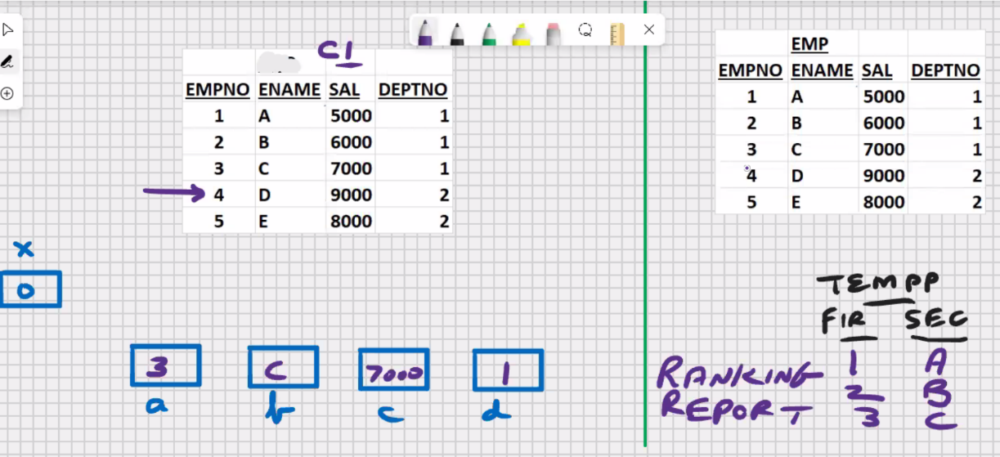 C1
EMPNO ENAME SAL DEPTNO
1 A 5000 1
2 B 6000 1
3 C 7000 1
4 D 9000 2
5 E 8000 2
x
0
3 C 7000 1
a b c d
EMP
EMPNO ENAME SAL DEPTNO
1 A 5000 1
2 B 6000 1
3 C 7000 1
4 D 9000 2
5 E 8000 2
TEMPP
FIR SEC
1 A
2 B
3 C
RANKING
REPORT